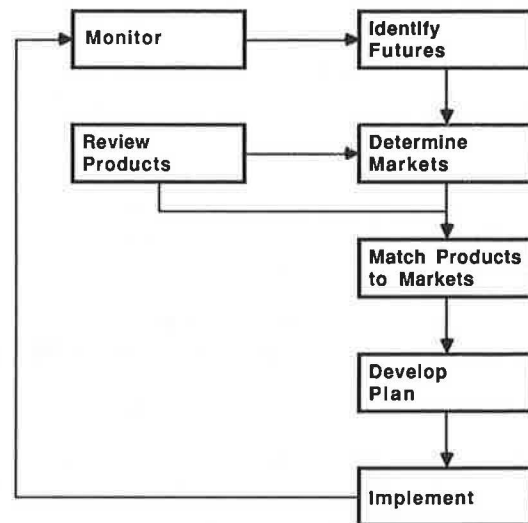 Monitor
Identify
Futures
Review
Products
Determine
Markets
Match Products
to Markets
Develop
Plan
Implement